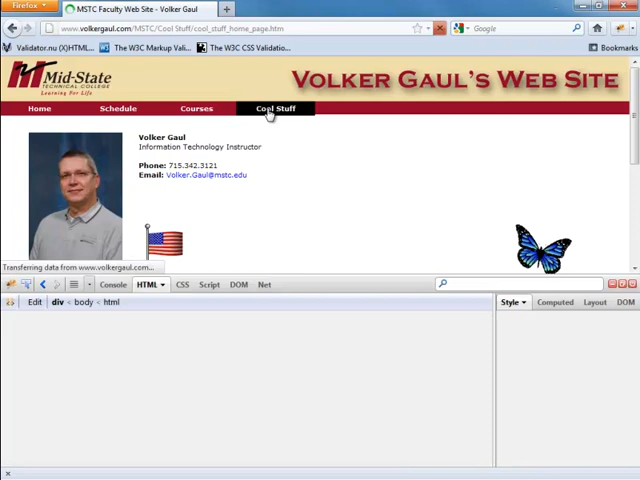 Firefox
MSTC Faculty Web Site - Volker Gaul
www.volkergaul.com/MSTC/Cool Stuff/cool_stuff_home_page.htm
Google
Validator.nu (X)HTML...
The W3C Markup Vali...
The W3C CSS Validatio...
Bookmarks
MID-STATE
TECHNICAL COLLEGE
Learning For Life
VOLKER GAUL'S WEB SITE
Home
Schedule
Courses
Cool Stuff
Volker Gaul
Information Technology Instructor
Phone: 715.342.3121
Email: Volker.Gaul@mstc.edu
Transferring data from www.volkergaul.com...
Console
HTML
CSS
Script
DOM
Net
Edit
div < body < html
Style
Computed
Layout
DOM